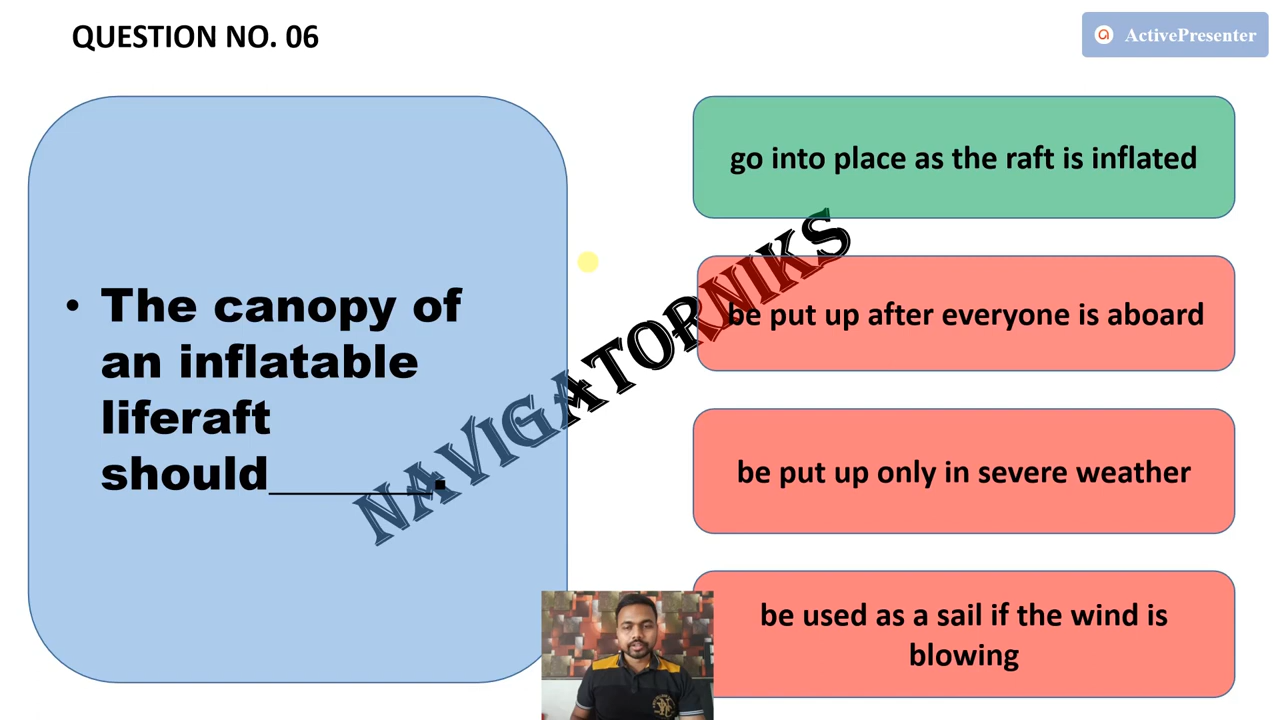 QUESTION NO. 06
ActivePresenter
• The canopy of
an inflatable
liferaft
should_______.
go into place as the raft is inflated
be put up after everyone is aboard
be put up only in severe weather
be used as a sail if the wind is
blowing
NAVIGATORNIKS